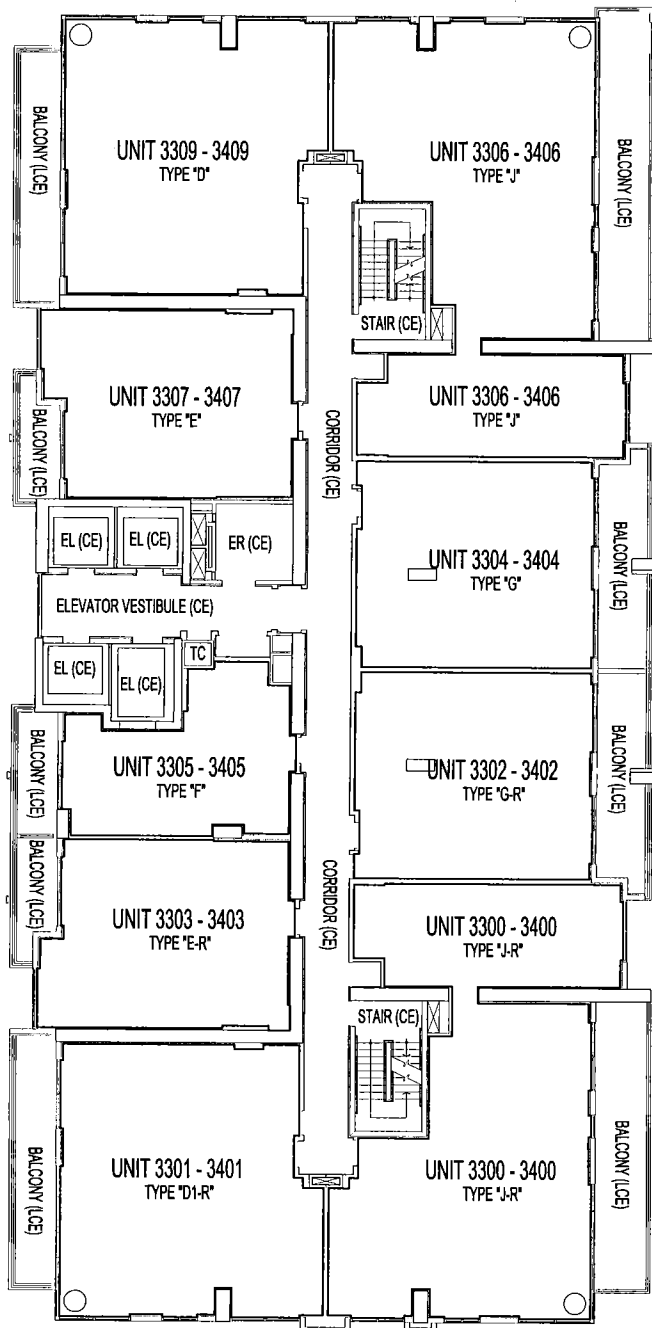 UNIT 3309 - 3409
TYPE "D"
UNIT 3306 - 3406
TYPE "J"
BALCONY (LCE)
BALCONY (LCE)
STAIR (CE)
UNIT 3307 - 3407
TYPE "E"
UNIT 3306 - 3406
TYPE "J"
BALCONY (LCE)
CORRIDOR (CE)
EL (CE)
EL (CE)
ER (CE)
UNIT 3304 - 3404
TYPE "G"
BALCONY (LCE)
ELEVATOR VESTIBULE (CE)
TC
EL (CE)
EL (CE)
UNIT 3305 - 3405
TYPE "F"
BALCONY (LCE)
UNIT 3302 - 3402
TYPE "G-R"
BALCONY (LCE)
BALCONY (LCE)
UNIT 3303 - 3403
TYPE "E-R"
CORRIDOR (CE)
UNIT 3300 - 3400
TYPE "J-R"
STAIR (CE)
UNIT 3301 - 3401
TYPE "D1-R"
UNIT 3300 - 3400
TYPE "J-R"
BALCONY (LCE)
BALCONY (LCE)